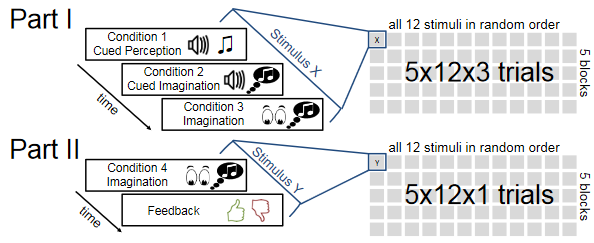 Part I
Condition 1
Cued Perception
Condition 2
Cued Imagination
Condition 3
Imagination
time
Stimulus X
X
all 12 stimuli in random order
5x12x3 trials
5 blocks
Part II
Condition 4
Imagination
Feedback
time
Stimulus Y
Y
all 12 stimuli in random order
5x12x1 trials
5 blocks